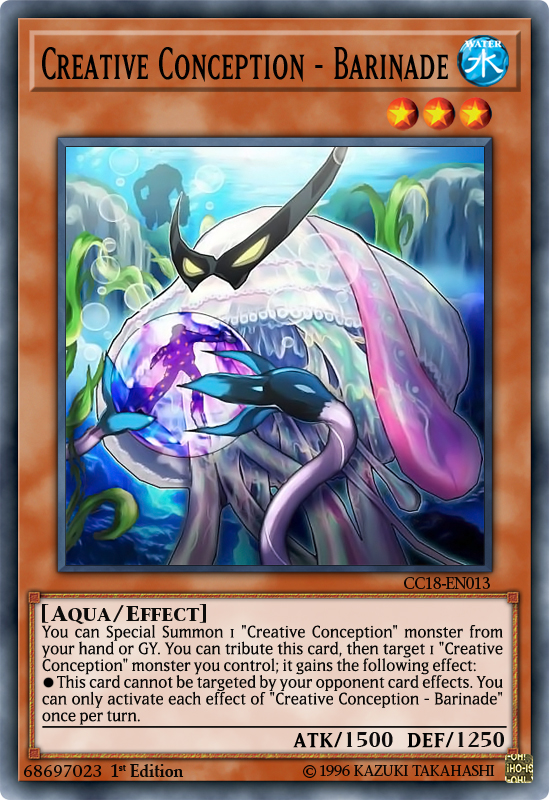 Creative Conception - Barinade
WATER
水
CC18-EN013
[Aqua/Effect]
You can Special Summon 1 "Creative Conception" monster from
your hand or GY. You can tribute this card, then target 1 "Creative
Conception" monster you control; it gains the following effect:
●This card cannot be targeted by your opponent card effects. You
can only activate each effect of "Creative Conception - Barinade"
once per turn.
ATK/1500 DEF/1250
68697023 1st Edition
© 1996 KAZUKI TAKAHASHI